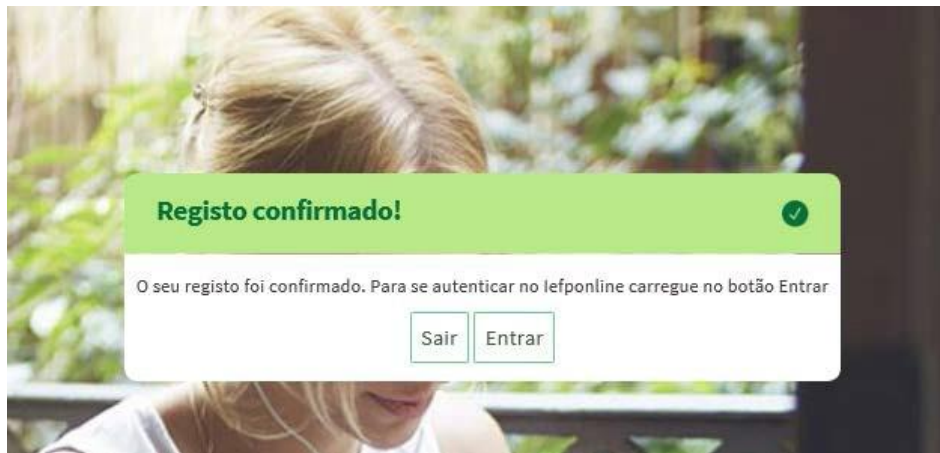 Registo confirmado!
O seu registo foi confirmado. Para se autenticar no Iefponline carregue no botão Entrar
Sair Entrar